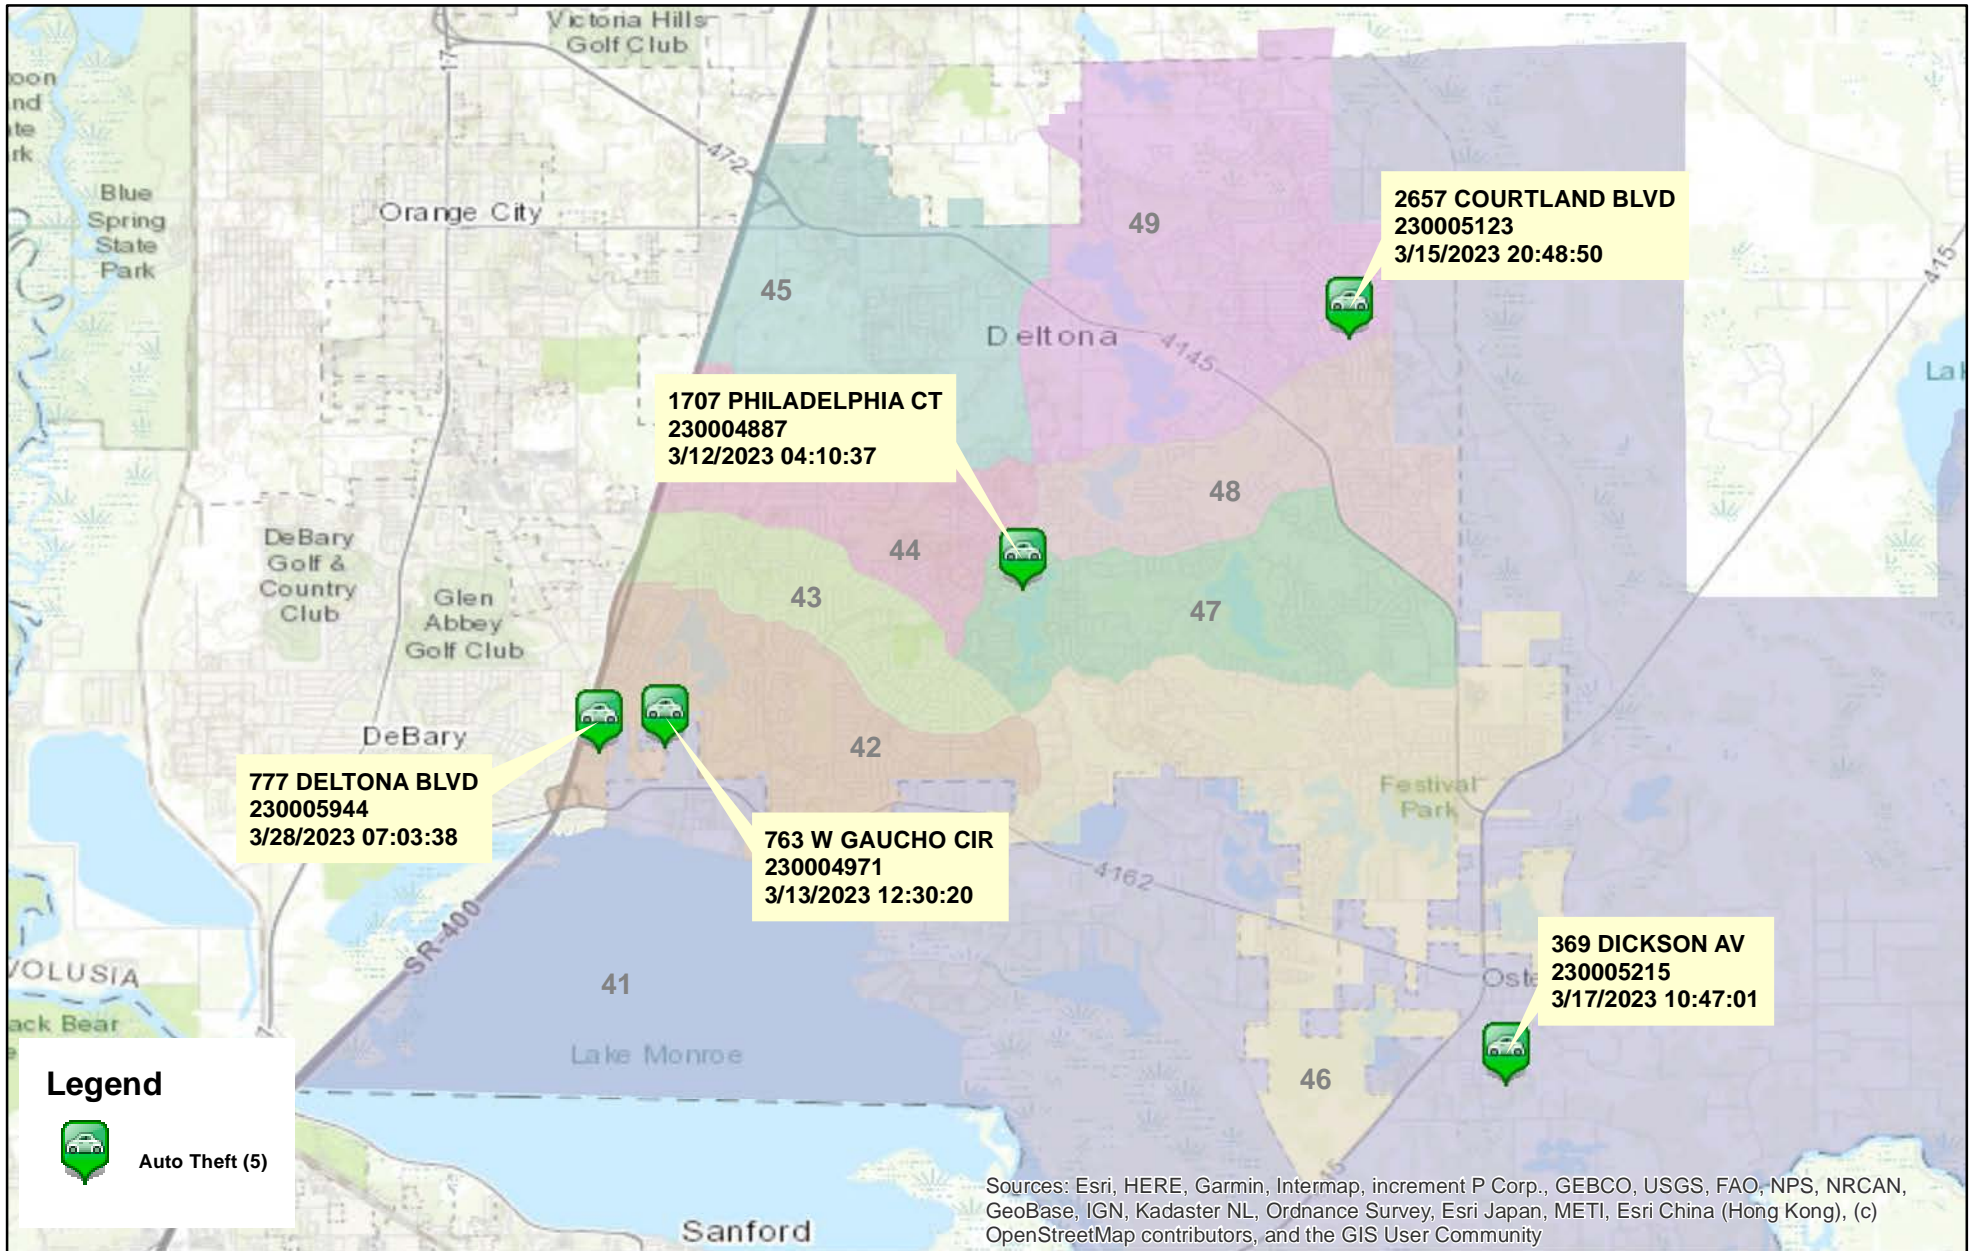 Victoria Hills
Golf Club
17
472
Blue
Spring
State
Park
Orange City
2657 COURTLAND BLVD
230005123
3/15/2023 20:48:50
49
415
45
Deltona
4145
1707 PHILADELPHIA CT
230004887
3/12/2023 04:10:37
48
44
DeBary
Golf &
Country
Club
43
Glen
Abbey
Golf Club
47
DeBary
42
777 DELTONA BLVD
230005944
3/28/2023 07:03:38
Festival
Park
763 W GAUCHO CIR
230004971
3/13/2023 12:30:20
4162
SR-400
369 DICKSON AV
230005215
3/17/2023 10:47:01
VOLUSIA
41
Lake Monroe
46
Legend
Auto Theft (5)
Sanford
Sources: Esri, HERE, Garmin, Intermap, increment P Corp., GEBCO, USGS, FAO, NPS, NRCAN,
GeoBase, IGN, Kadaster NL, Ordnance Survey, Esri Japan, METI, Esri China (Hong Kong), (c)
OpenStreetMap contributors, and the GIS User Community